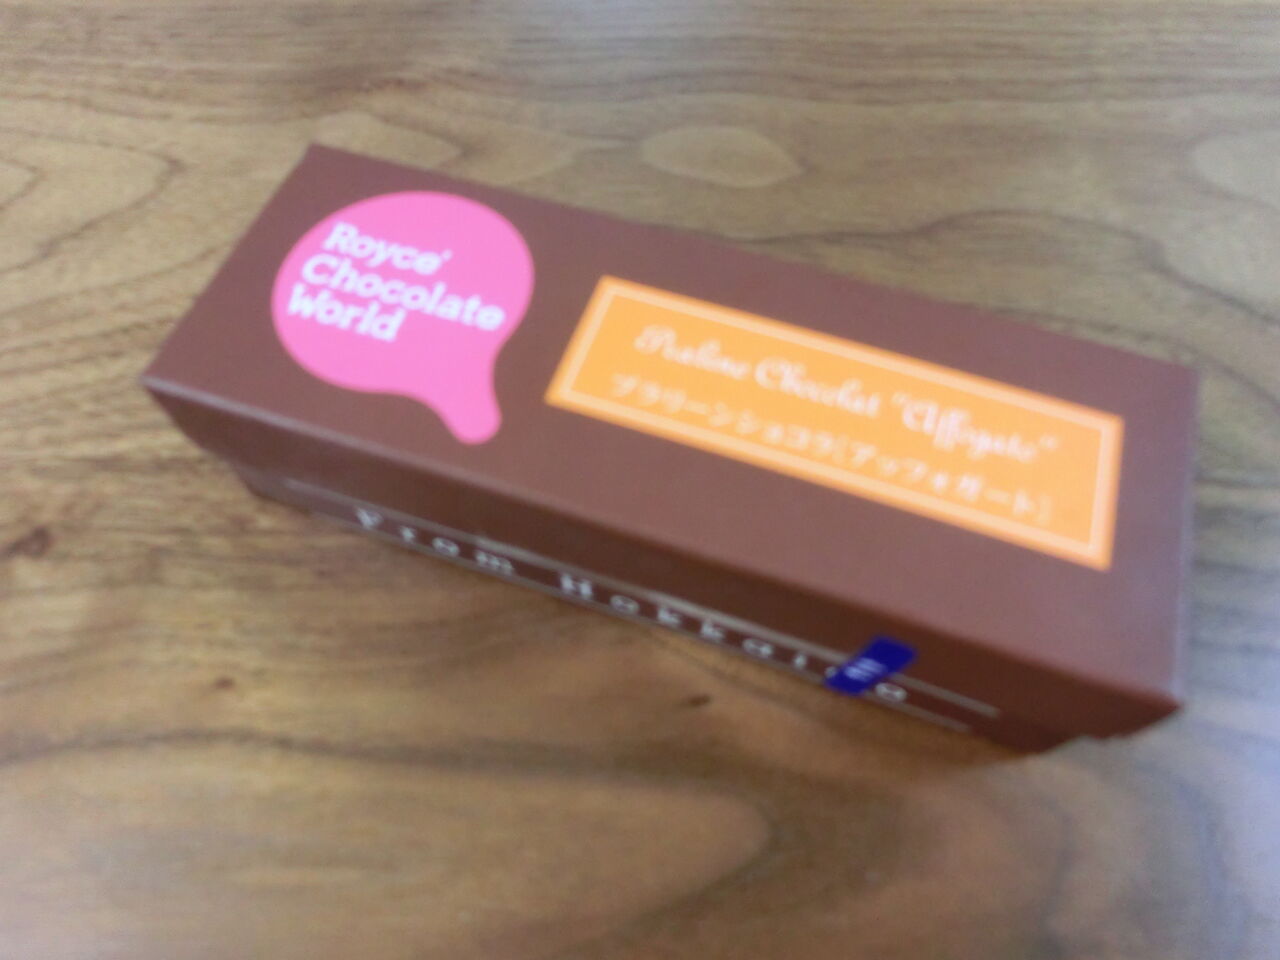 Royce'
Chocolate
World
Praline Chocolat "Affogato"
プラリーンショコラ[アッフォガート]
From Hokkaido